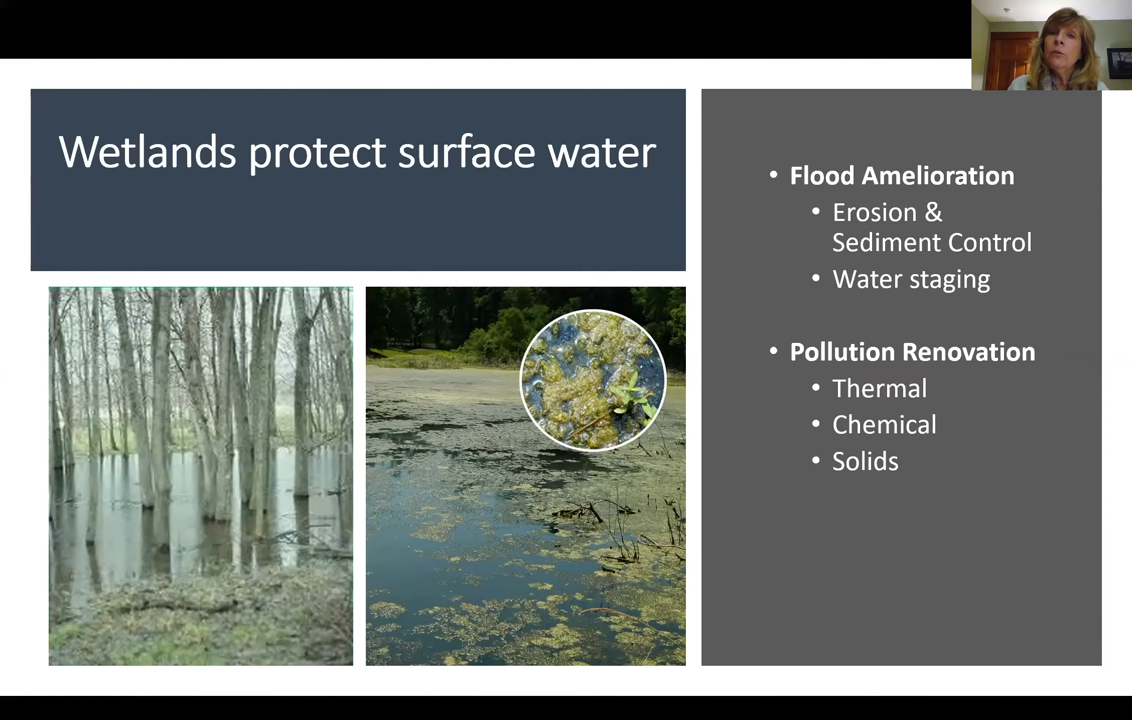 Wetlands protect surface water
• Flood Amelioration
• Erosion &
Sediment Control
• Water staging
• Pollution Renovation
• Thermal
• Chemical
• Solids